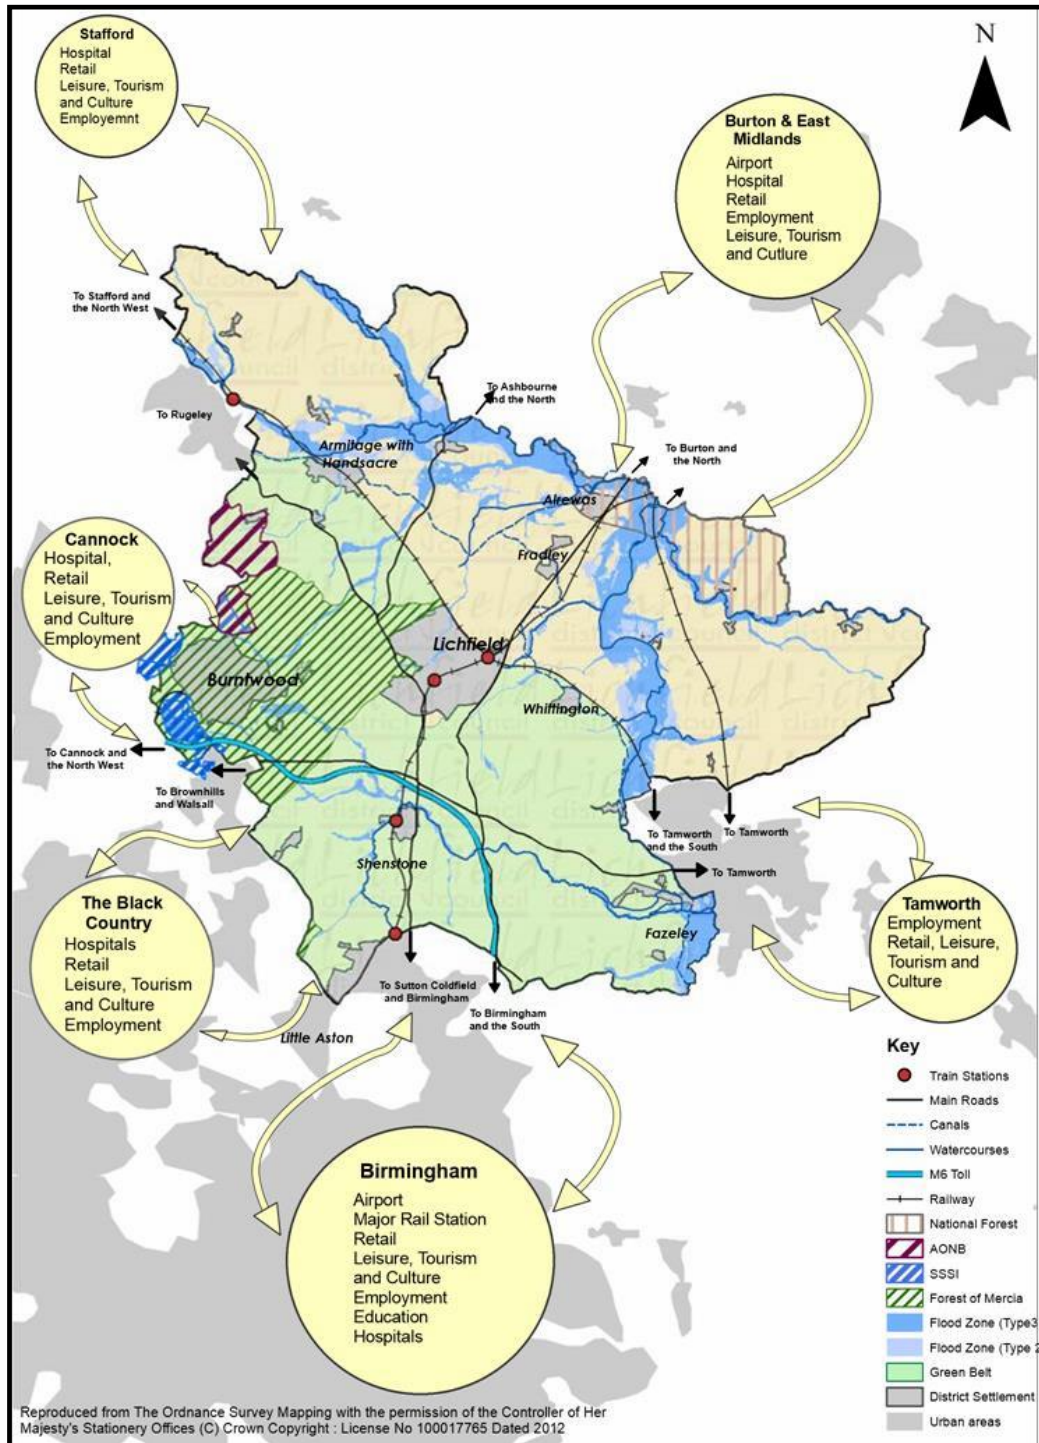 Stafford
Hospital
Retail
Leisure, Tourism
and Culture
Employemnt
N
Burton & East
Midlands
Airport
Hospital
Retail
Employment
Leisure, Tourism
and Cutlure
To Stafford and
the North West
To Ashbourne
and the North
To Rugeley
Armitage with
Handsacre
To Burton and
the North
Alrewas
Fradley
Cannock
Hospital,
Retail
Leisure, Tourism
and Culture
Employment
Lichfield
Burntwood
Whittington
To Cannock and
the North West
To Brownhills
and Walsall
To Tamworth
and the South
To Tamworth
Shenstone
To Tamworth
The Black
Country
Hospitals
Retail
Leisure, Tourism
and Culture
Employment
Tamworth
Employment
Retail, Leisure,
Tourism and
Culture
Fazeley
To Sutton Coldfield
and Birmingham
To Birmingham
and the South
Little Aston
Birmingham
Airport
Major Rail Station
Retail
Leisure, Tourism
and Culture
Employment
Education
Hospitals
Key
Train Stations
Main Roads
Canals
Watercourses
M6 Toll
Railway
National Forest
AONB
SSSI
Forest of Mercia
Flood Zone (Type3
Flood Zone (Type 2
Green Belt
District Settlement
Urban areas
Reproduced from The Ordnance Survey Mapping with the permission of the Controller of Her
Majesty's Stationery Offices (C) Crown Copyright : License No 100017765 Dated 2012